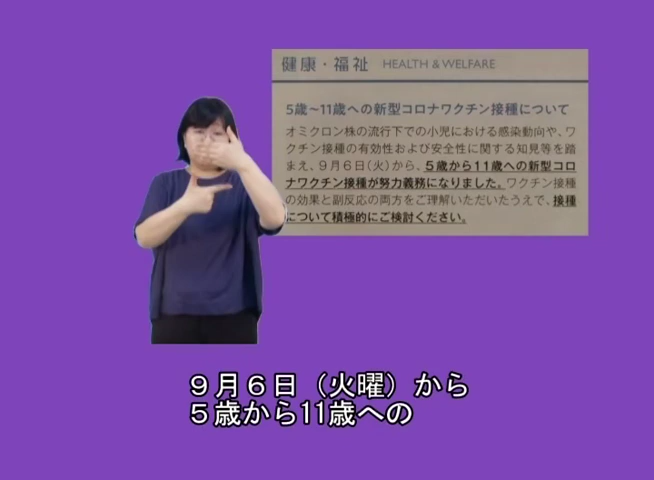 健康・福祉 HEALTH & WELFARE
5歳~11歳への新型コロナワクチン接種について
オミクロン株の流行下での小児における感染動向や、ワ
クチン接種の有効性および安全性に関する知見等を踏
まえ、9月6日(火)から、5歳から11歳への新型コロ
ナワクチン接種が努力義務になりました。ワクチン接種
の効果と副反応の両方をご理解いただいたうえで、接種
について積極的にご検討ください。
9月6日（火曜）から
5歳から11歳への